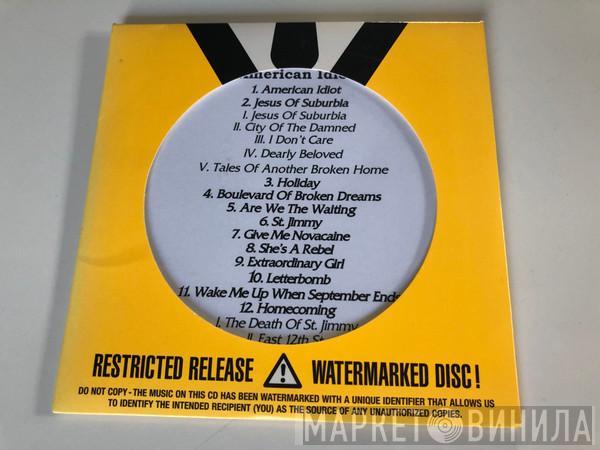 American Idiot
1. American Idiot
2. Jesus Of Suburbia
I. Jesus Of Suburbia
II. City Of The Damned
III. I Don't Care
IV. Dearly Beloved
V. Tales Of Another Broken Home
3. Holiday
4. Boulevard Of Broken Dreams
5. Are We The Waiting
6. St. Jimmy
7. Give Me Novacaine
8. She's A Rebel
9. Extraordinary Girl
10. Letterbomb
11. Wake Me Up When September Ends
12. Homecoming
I. The Death Of St. Jimmy
II. East 12th St
RESTRICTED RELEASE ! WATERMARKED DISC!
DO NOT COPY - THE MUSIC ON THIS CD HAS BEEN WATERMARKED WITH A UNIQUE IDENTIFIER THAT ALLOWS US
TO IDENTIFY THE INTENDED RECIPIENT (YOU) AS THE SOURCE OF ANY UNAUTHORIZED COPIES.
МАРКЕТ ВИНИЛА